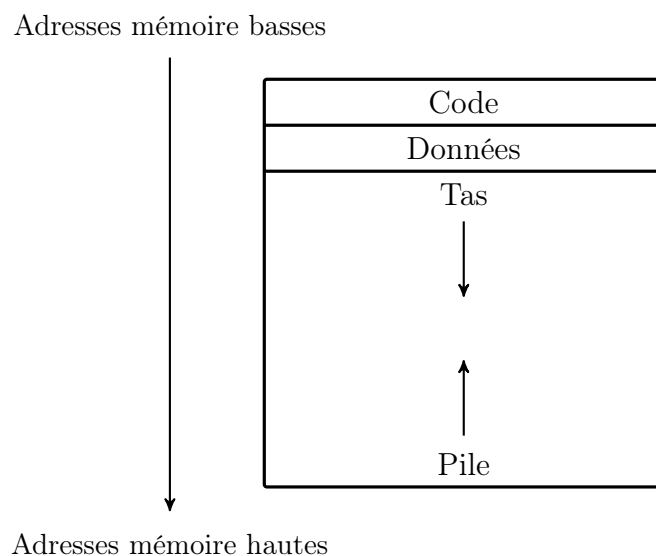 Adresses mémoire basses
Code
Données
Tas
Pile
Adresses mémoire hautes